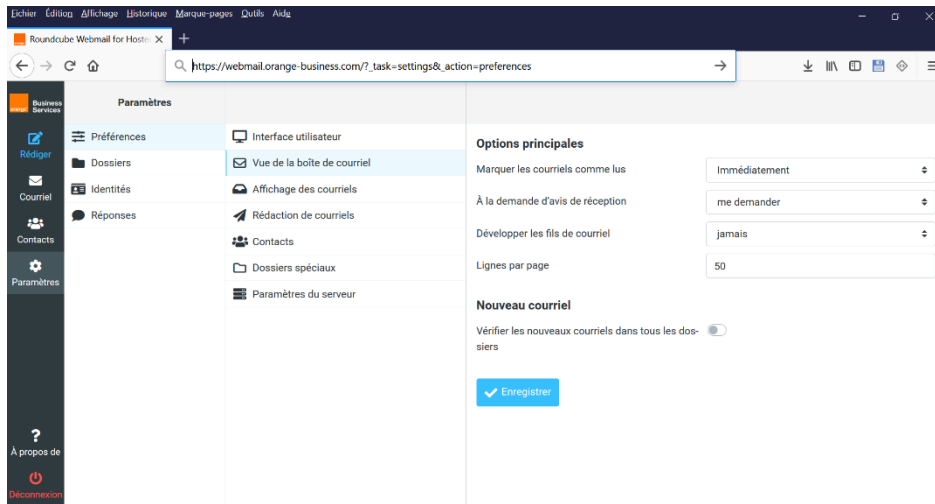 Fichier Édition Affichage Historique Marque-pages Outils Aide
Roundcube Webmail for Hoste
https://webmail.orange-business.com/?_task=settings&_action=preferences
orange
Business
Services
Rédiger
Courriel
Contacts
Paramètres
À propos de
Déconnexion
Paramètres
Préférences
Dossiers
Identités
Réponses
Interface utilisateur
Vue de la boîte de courriel
Affichage des courriels
Rédaction de courriels
Contacts
Dossiers spéciaux
Paramètres du serveur
Options principales
Marquer les courriels comme lus Immédiatement
À la demande d'avis de réception me demander
Développer les fils de courriel jamais
Lignes par page 50
Nouveau courriel
Vérifier les nouveaux courriels dans tous les dos-
siers
Enregistrer